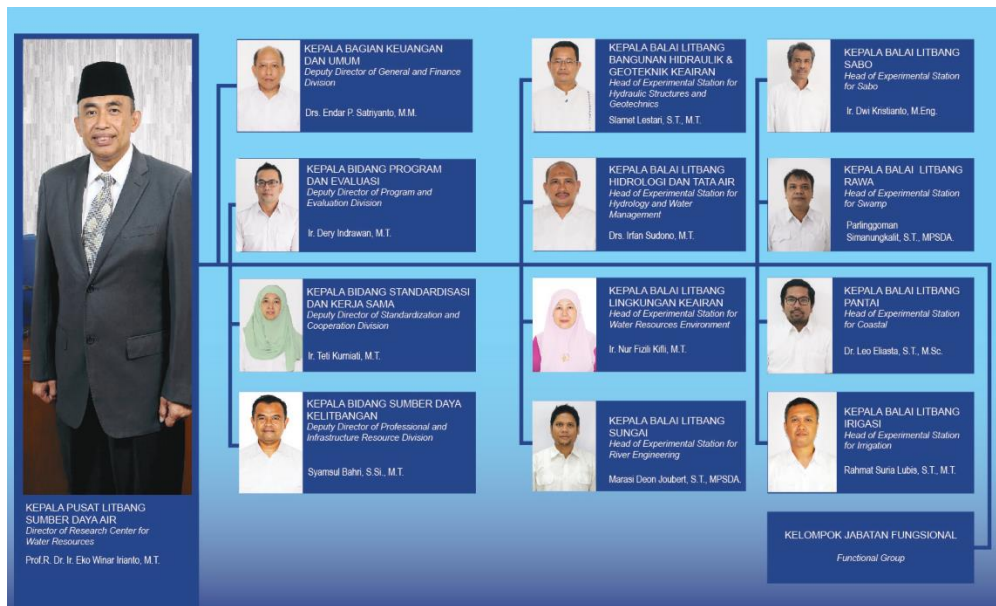 KEPALA PUSAT LITBANG
SUMBER DAYA AIR
Director of Research Center for
Water Resources
Prof.R. Dr. Ir. Eko Winar Irianto, M.T.
KEPALA BAGIAN KEUANGAN
DAN UMUM
Deputy Director of General and Finance
Division
Drs. Endar P. Satriyanto, M.M.
KEPALA BIDANG PROGRAM
DAN EVALUASI
Deputy Director of Program and
Evaluation Division
Ir. Dery Indrawan, M.T.
KEPALA BIDANG STANDARDISASI
DAN KERJA SAMA
Deputy Director of Standardization and
Cooperation Division
Ir. Teti Kurniati, M.T.
KEPALA BIDANG SUMBER DAYA
KELITBANGAN
Deputy Director of Professional and
Infrastructure Resource Division
Syamsul Bahri, S.Si., M.T.
KEPALA BALAI LITBANG
BANGUNAN HIDRAULIK &
GEOTEKNIK KEAIRAN
Head of Experimental Station for
Hydraulic Structures and
Geotechnics
Slamet Lestari, S.T., M.T.
KEPALA BALAI LITBANG
HIDROLOGI DAN TATA AIR
Head of Experimental Station for
Hydrology and Water
Management
Drs. Irfan Sudono, M.T.
KEPALA BALAI LITBANG
LINGKUNGAN KEAIRAN
Head of Experimental Station for
Water Resources Environment
Ir. Nur Fizili Kifli, M.T.
KEPALA BALAI LITBANG
SUNGAI
Head of Experimental Station for
River Engineering
Marasi Deon Joubert, S.T., MPSDA.
KEPALA BALAI LITBANG
SABO
Head of Experimental Station
for Sabo
Ir. Dwi Kristianto, M.Eng.
KEPALA BALAI LITBANG
RAWA
Head of Experimental Station
for Swamp
Parlinggoman
Simanungkalit, S.T., MPSDA.
KEPALA BALAI LITBANG
PANTAI
Head of Experimental Station
for Coastal
Dr. Leo Eliasta, S.T., M.Sc.
KEPALA BALAI LITBANG
IRIGASI
Head of Experimental Station
for Irrigation
Rahmat Suria Lubis, S.T., M.T.
KELOMPOK JABATAN FUNGSIONAL
Functional Group